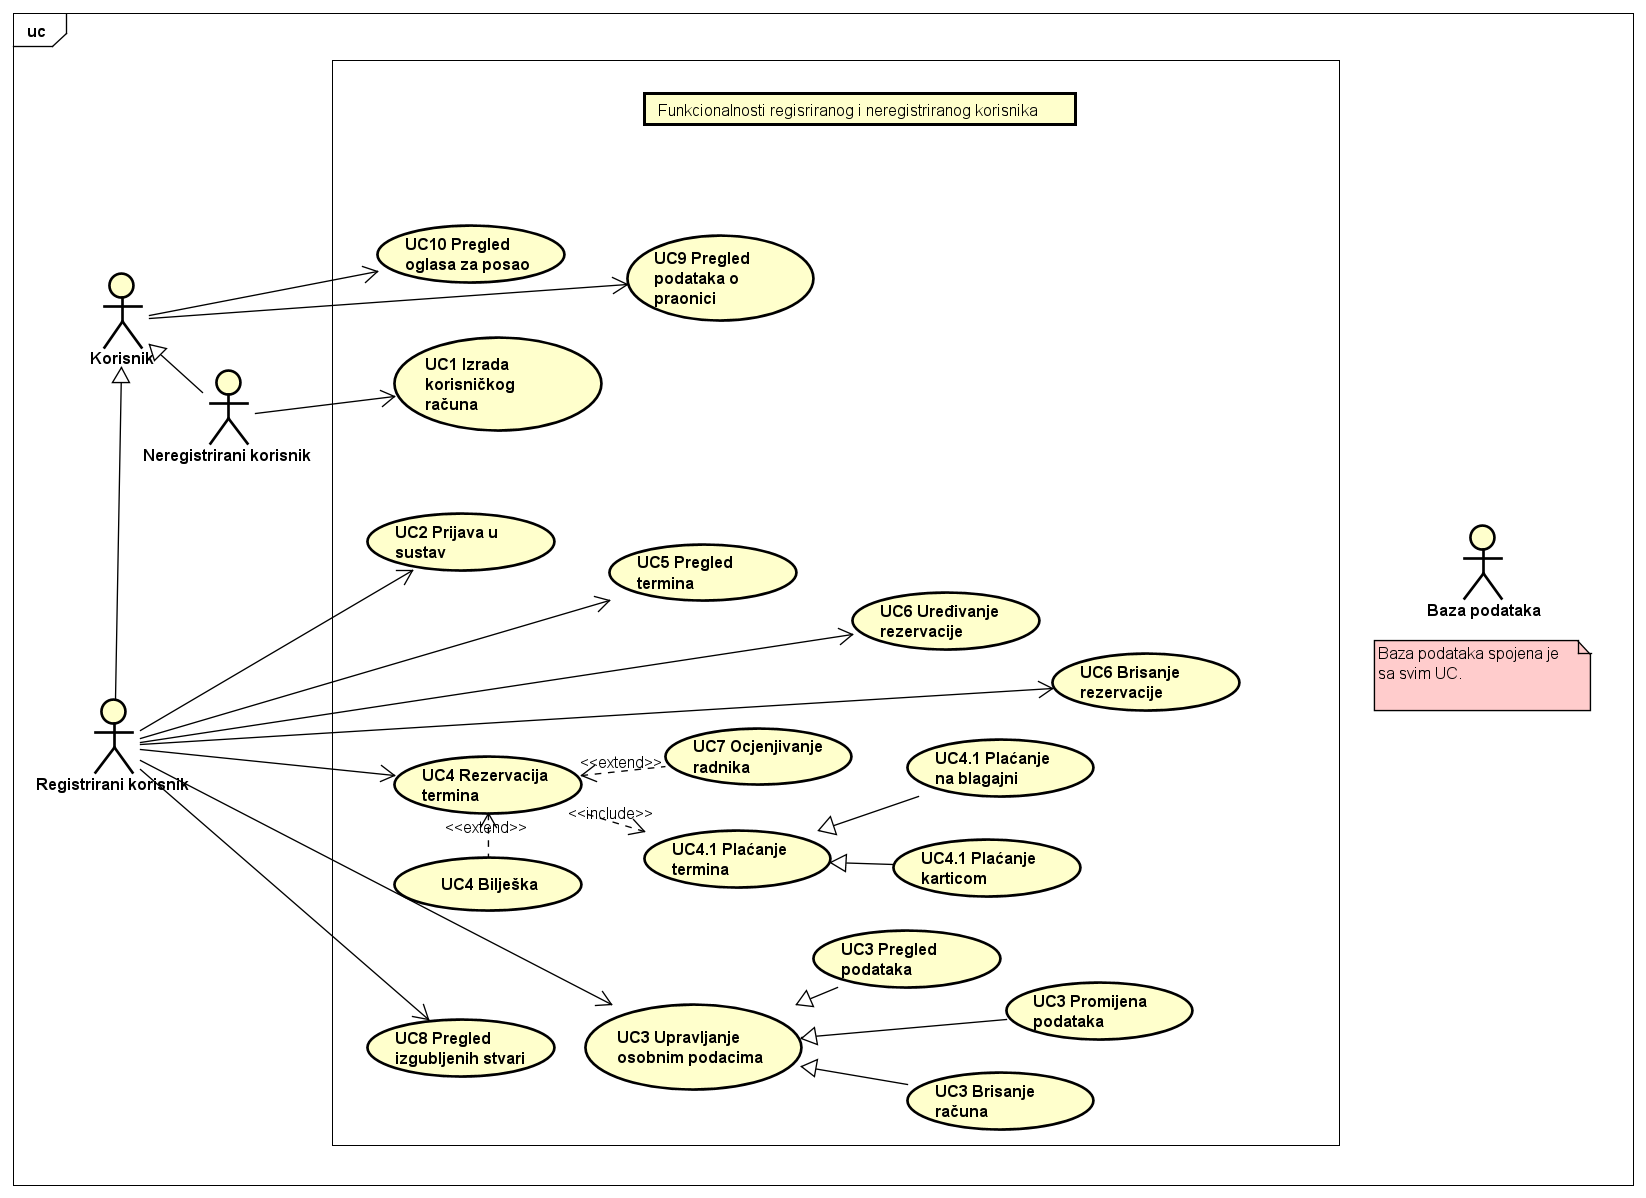 uc
Funkcionalnosti regisriranog i neregistriranog korisnika
UC10 Pregled
oglasa za posao
UC9 Pregled
podataka o
praonici
Korisnik
UC1 Izrada
korisničkog
računa
Neregistrirani korisnik
UC2 Prijava u
sustav
UC5 Pregled
termina
UC6 Uređivanje
rezervacije
UC6 Brisanje
rezervacije
Baza podataka
Baza podataka spojena je
sa svim UC.
Registrirani korisnik
UC4 Rezervacija
termina
<<extend>>
UC7 Ocjenjivanje
radnika
UC4.1 Plaćanje
na blagajni
<<include>>
<<extend>>
UC4.1 Plaćanje
termina
UC4.1 Plaćanje
karticom
UC4 Bilješka
UC3 Pregled
podataka
UC3 Promijena
podataka
UC8 Pregled
izgubljenih stvari
UC3 Upravljanje
osobnim podacima
UC3 Brisanje
računa